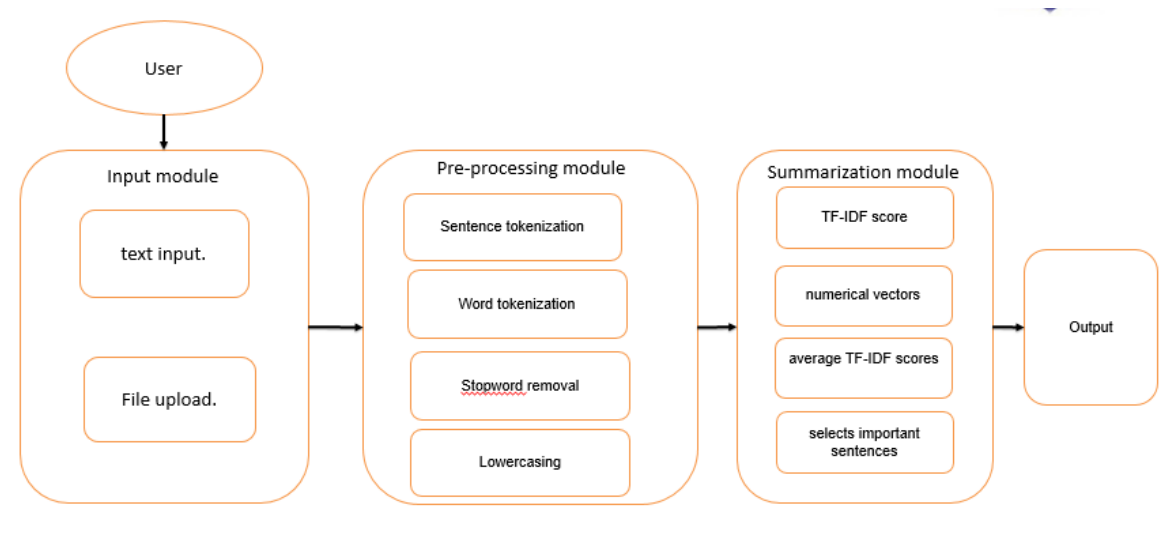 User
Input module
text input.
File upload.
Pre-processing module
Sentence tokenization
Word tokenization
Stopword removal
Lowercasing
Summarization module
TF-IDF score
numerical vectors
average TF-IDF scores
selects important
sentences
Output